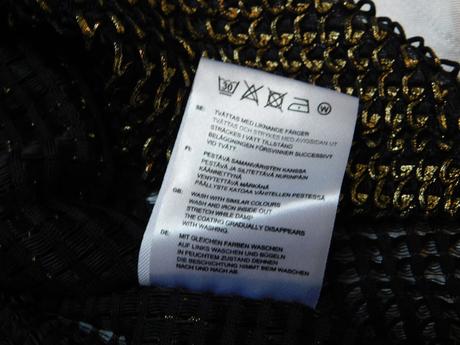 30 W
SE:
TVÄTTAS MED LIKNANDE FÄRGER
TVÄTTAS OCH STRYKES MED AVIGSIDAN UT
STRÄCKES I VÅTT TILLSTÅND
BELÄGGNINGEN FÖRSVINNER SUCCESSIVT
VID TVÄTT
FI:
PESTÄVÄ SAMANVÄRISTEN KANSSA
PESTÄVÄ JA SILITETTÄVÄ NURINPÄIN
KÄÄNNETTYNÄ
VENYTETTÄVÄ MÄRKÄNÄ
PÄÄLLYSTE KATOAA VÄHITELLEN PESTESSÄ
GB:
WASH WITH SIMILAR COLOURS
WASH AND IRON INSIDE OUT
STRETCH WHILE DAMP
THE COATING GRADUALLY DISAPPEARS
WITH WASHING.
DE:
MIT GLEICHEN FARBEN WASCHEN
AUF LINKS WASCHEN UND BÜGELN
IN FEUCHTEM ZUSTAND DEHNEN
DIE BESCHICHTUNG NIMMT BEIM WASCHEN
NACH UND NACH AB.